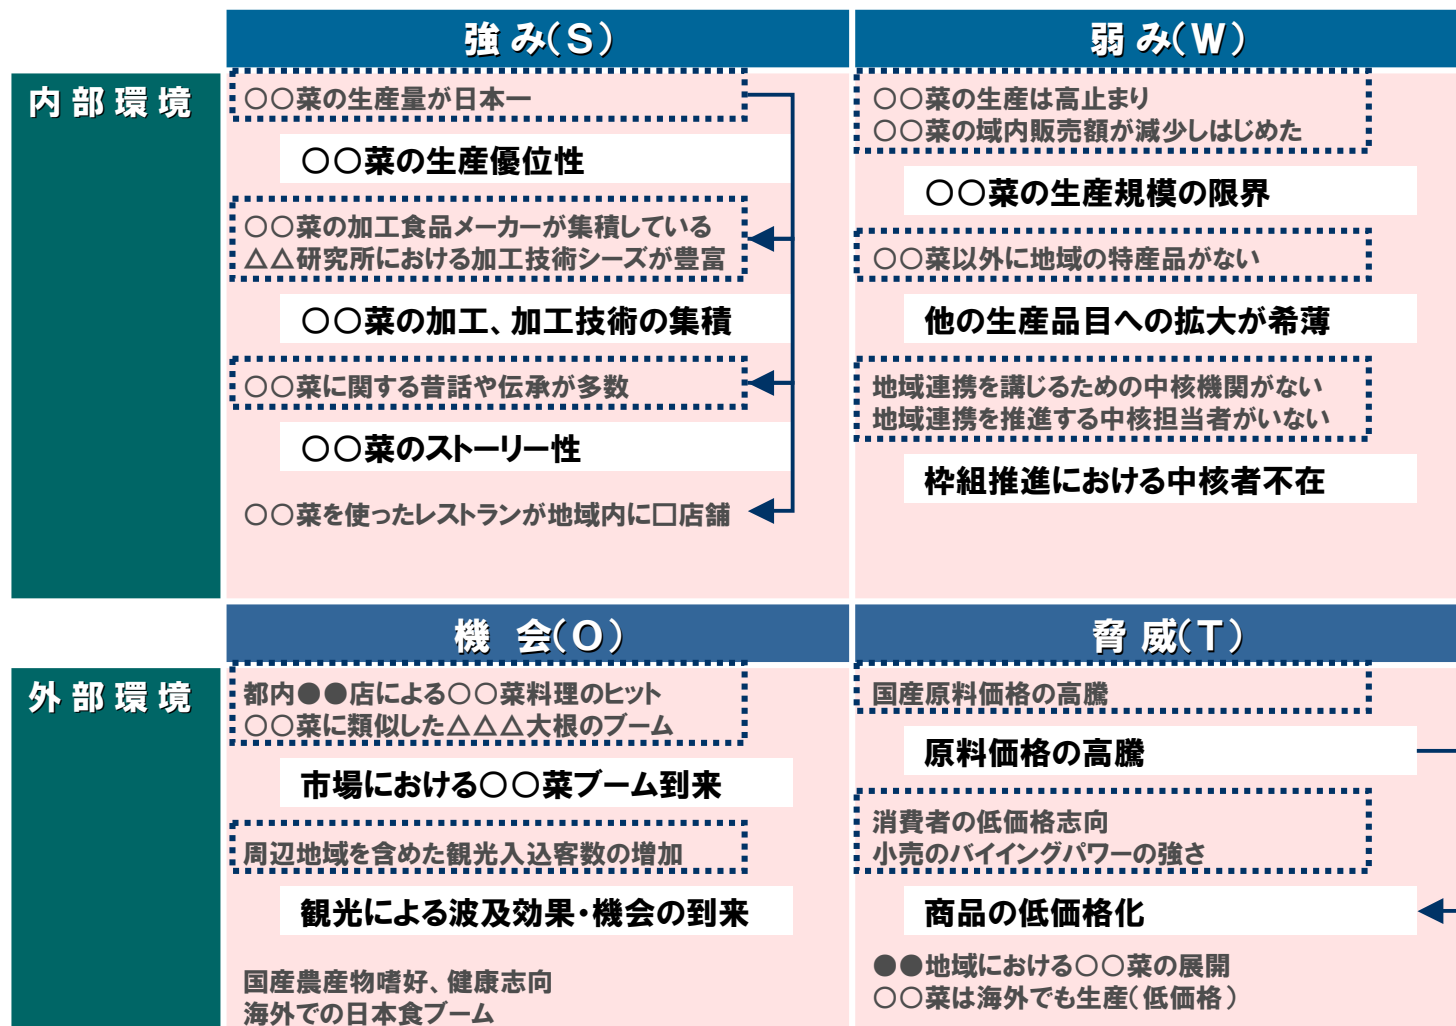 強み(S)
弱み(W)
内部環境
○○菜の生産量が日本一
○○菜の生産優位性
○○菜の加工食品メーカーが集積している
△△研究所における加工技術シーズが豊富
○○菜の加工、加工技術の集積
○○菜に関する昔話や伝承が多数
○○菜のストーリー性
○○菜を使ったレストランが地域内に□店舗
○○菜の生産は高止まり
○○菜の域内販売額が減少しはじめた
○○菜の生産規模の限界
○○菜以外に地域の特産品がない
他の生産品目への拡大が希薄
地域連携を講じるための中核機関がない
地域連携を推進する中核担当者がいない
枠組推進における中核者不在
機 会(O)
脅威(T)
外部環境
都内●●店による○○菜料理のヒット
○○菜に類似した△△△大根のブーム
市場における○○菜ブーム到来
周辺地域を含めた観光入込客数の増加
観光による波及効果・機会の到来
国産農産物嗜好、健康志向
海外での日本食ブーム
国産原料価格の高騰
原料価格の高騰
消費者の低価格志向
小売のバイイングパワーの強さ
商品の低価格化
●●地域における○○菜の展開
○○菜は海外でも生産(低価格)